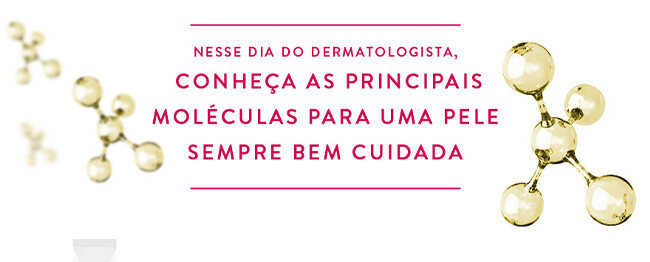 NESSE DIA DO DERMATOLOGISTA,
CONHEÇA AS PRINCIPAIS
MOLÉCULAS PARA UMA PELE
SEMPRE BEM CUIDADA